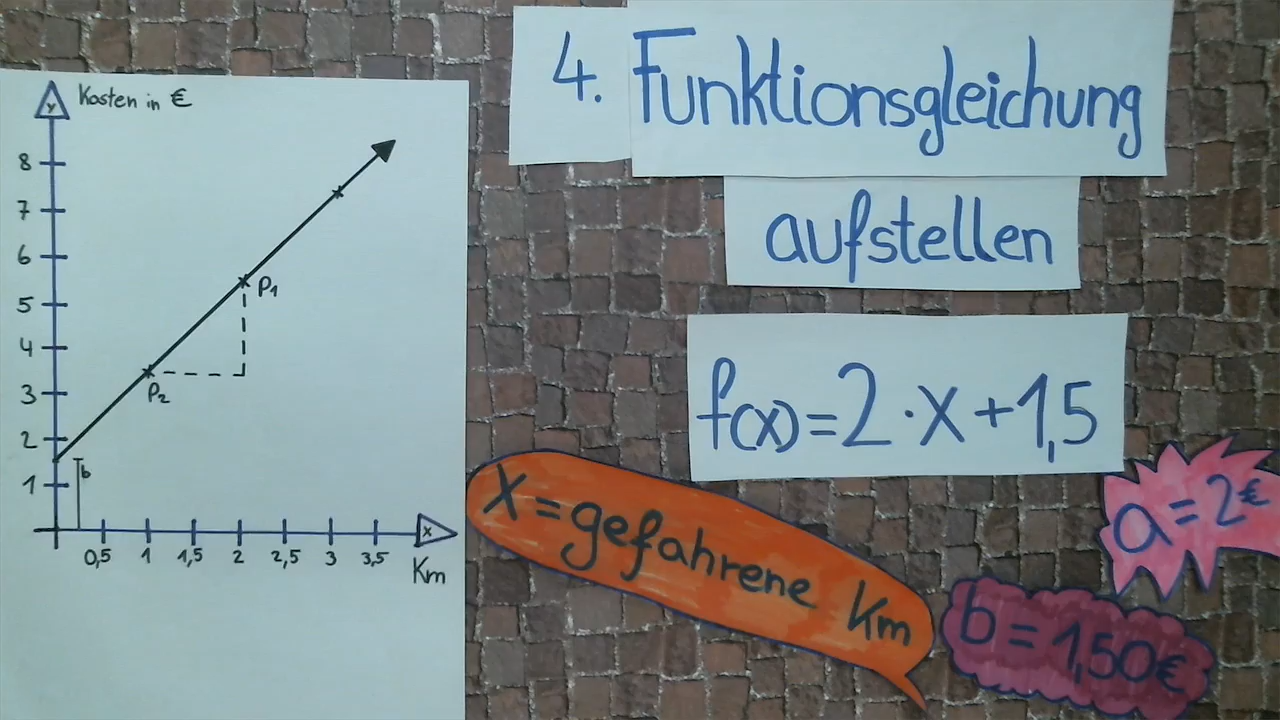 4. Funktionsgleichung
aufstellen
f(x)=2·x+1,5
x=gefahrene Km
a=2€
b=1,50€
y
Kosten in €
8
7
6
5
4
3
2
1
P1
P2
b
0,5 1 1,5 2 2,5 3 3,5
x
Km